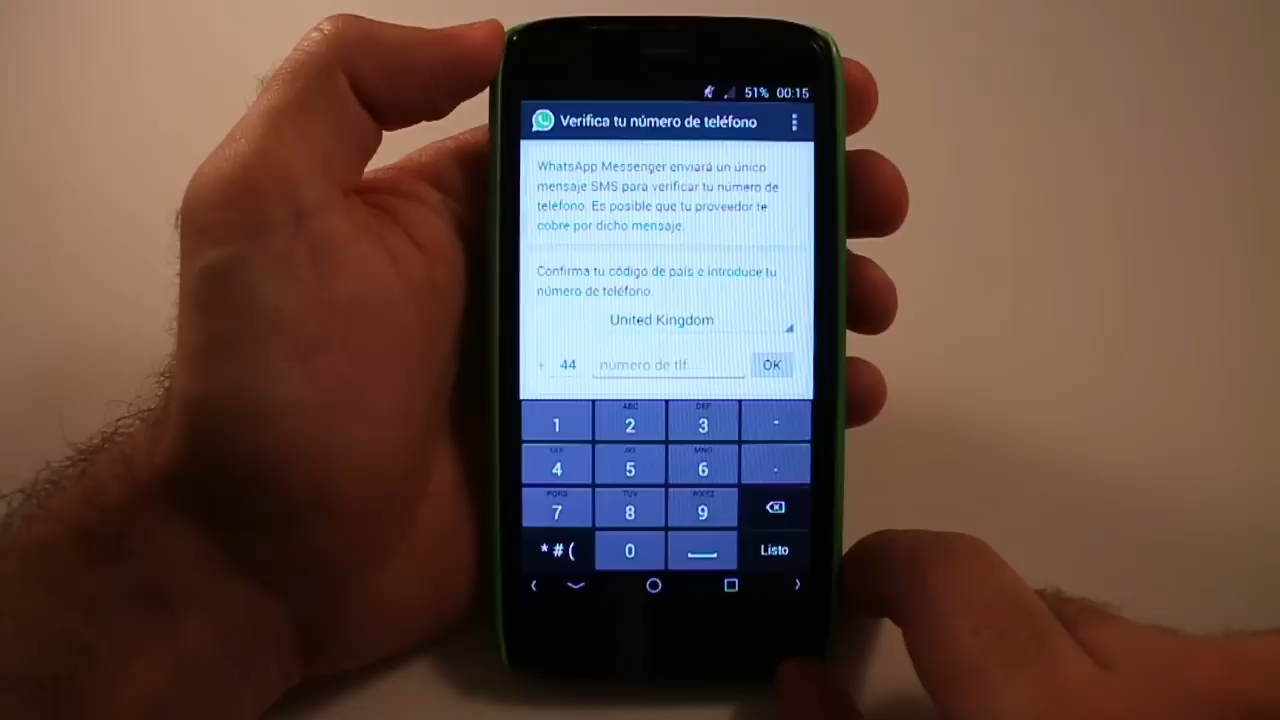 51% 00:15
Verifica tu número de teléfono
WhatsApp Messenger enviará un único
mensaje SMS para verificar tu número de
teléfono. Es posible que tu proveedor te
cobre por dicho mensaje.
Confirma tu código de país e introduce tu
número de teléfono.
United Kingdom
+ 44 número de tlf... OK
1 ABC 2 DEF 3 -
GHI 4 JKL 5 MNO 6 .
PQRS 7 TUV 8 WXYZ 9
*#( 0 Listo